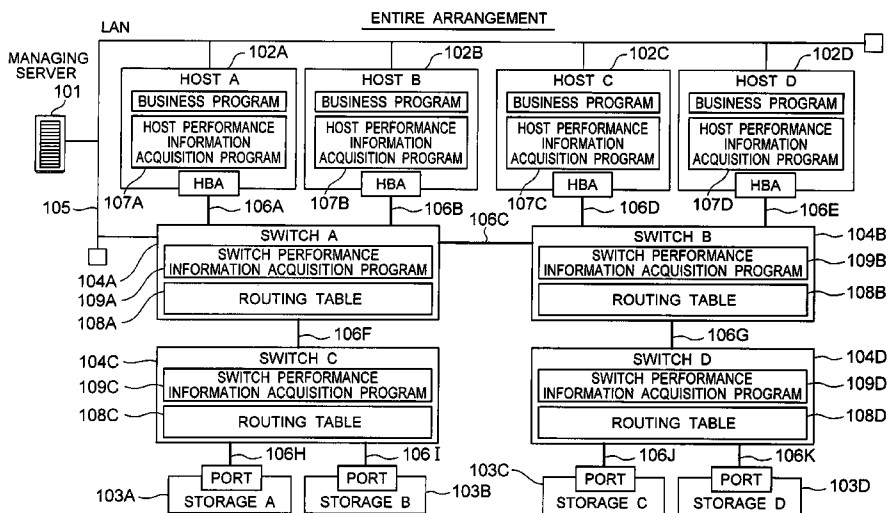 ENTIRE ARRANGEMENT
LAN
MANAGING
SERVER
101
102A
102B
102C
102D
HOST A
BUSINESS PROGRAM
HOST PERFORMANCE
INFORMATION
ACQUISITION PROGRAM
HBA
107A
HOST B
BUSINESS PROGRAM
HOST PERFORMANCE
INFORMATION
ACQUISITION PROGRAM
HBA
107B
HOST C
BUSINESS PROGRAM
HOST PERFORMANCE
INFORMATION
ACQUISITION PROGRAM
HBA
107C
HOST D
BUSINESS PROGRAM
HOST PERFORMANCE
INFORMATION
ACQUISITION PROGRAM
HBA
107D
105
106A
106B
106C
106D
106E
SWITCH A
SWITCH PERFORMANCE
INFORMATION ACQUISITION PROGRAM
ROUTING TABLE
104A
109A
108A
SWITCH B
SWITCH PERFORMANCE
INFORMATION ACQUISITION PROGRAM
ROUTING TABLE
104B
109B
108B
106F
106G
104C
109C
108C
SWITCH C
SWITCH PERFORMANCE
INFORMATION ACQUISITION PROGRAM
ROUTING TABLE
SWITCH D
SWITCH PERFORMANCE
INFORMATION ACQUISITION PROGRAM
ROUTING TABLE
104D
109D
108D
106H
106I
106J
106K
103A
PORT
STORAGE A
PORT
STORAGE B
103B
103C
PORT
STORAGE C
PORT
STORAGE D
103D